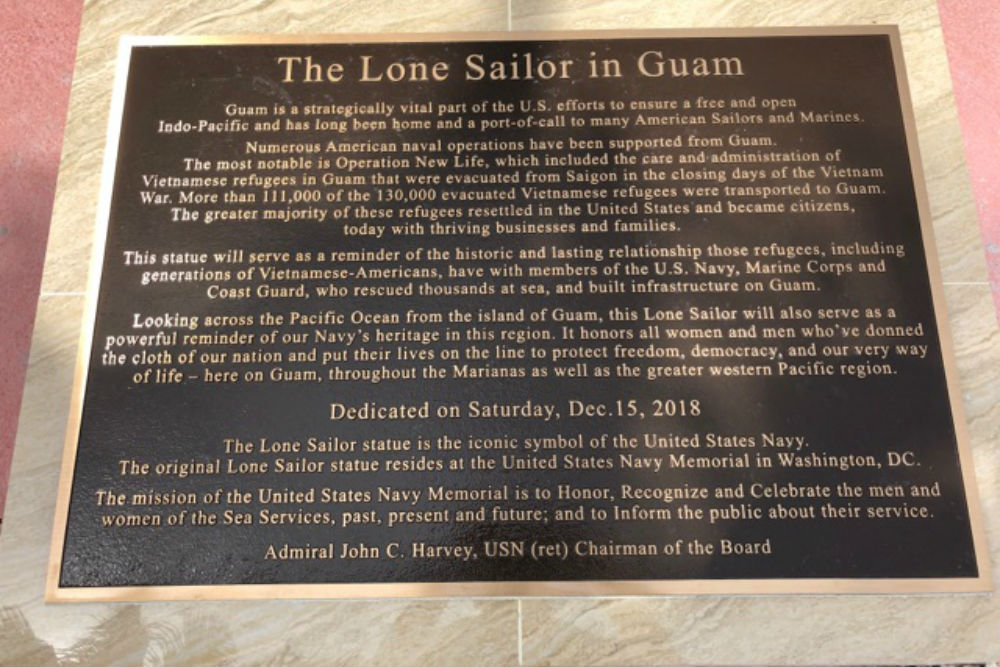 The Lone Sailor in Guam
Guam is a strategically vital part of the U.S. efforts to ensure a free and open
Indo-Pacific and has long been home and a port-of-call to many American Sailors and Marines.
Numerous American naval operations have been supported from Guam.
The most notable is Operation New Life, which included the care and administration of
Vietnamese refugees in Guam that were evacuated from Saigon in the closing days of the Vietnam
War. More than 111,000 of the 130,000 evacuated Vietnamese refugees were transported to Guam.
The greater majority of these refugees resettled in the United States and became citizens,
today with thriving businesses and families.
This statue will serve as a reminder of the historic and lasting relationship those refugees, including
generations of Vietnamese-Americans, have with members of the U.S. Navy, Marine Corps and
Coast Guard, who rescued thousands at sea, and built infrastructure on Guam.
Looking across the Pacific Ocean from the island of Guam, this Lone Sailor will also serve as a
powerful reminder of our Navy's heritage in this region. It honors all women and men who've donned
the cloth of our nation and put their lives on the line to protect freedom, democracy, and our very way
of life – here on Guam, throughout the Marianas as well as the greater western Pacific region.
Dedicated on Saturday, Dec.15, 2018
The Lone Sailor statue is the iconic symbol of the United States Navy.
The original Lone Sailor statue resides at the United States Navy Memorial in Washington, DC.
The mission of the United States Navy Memorial is to Honor, Recognize and Celebrate the men and
women of the Sea Services, past, present and future; and to Inform the public about their service.
Admiral John C. Harvey, USN (ret) Chairman of the Board